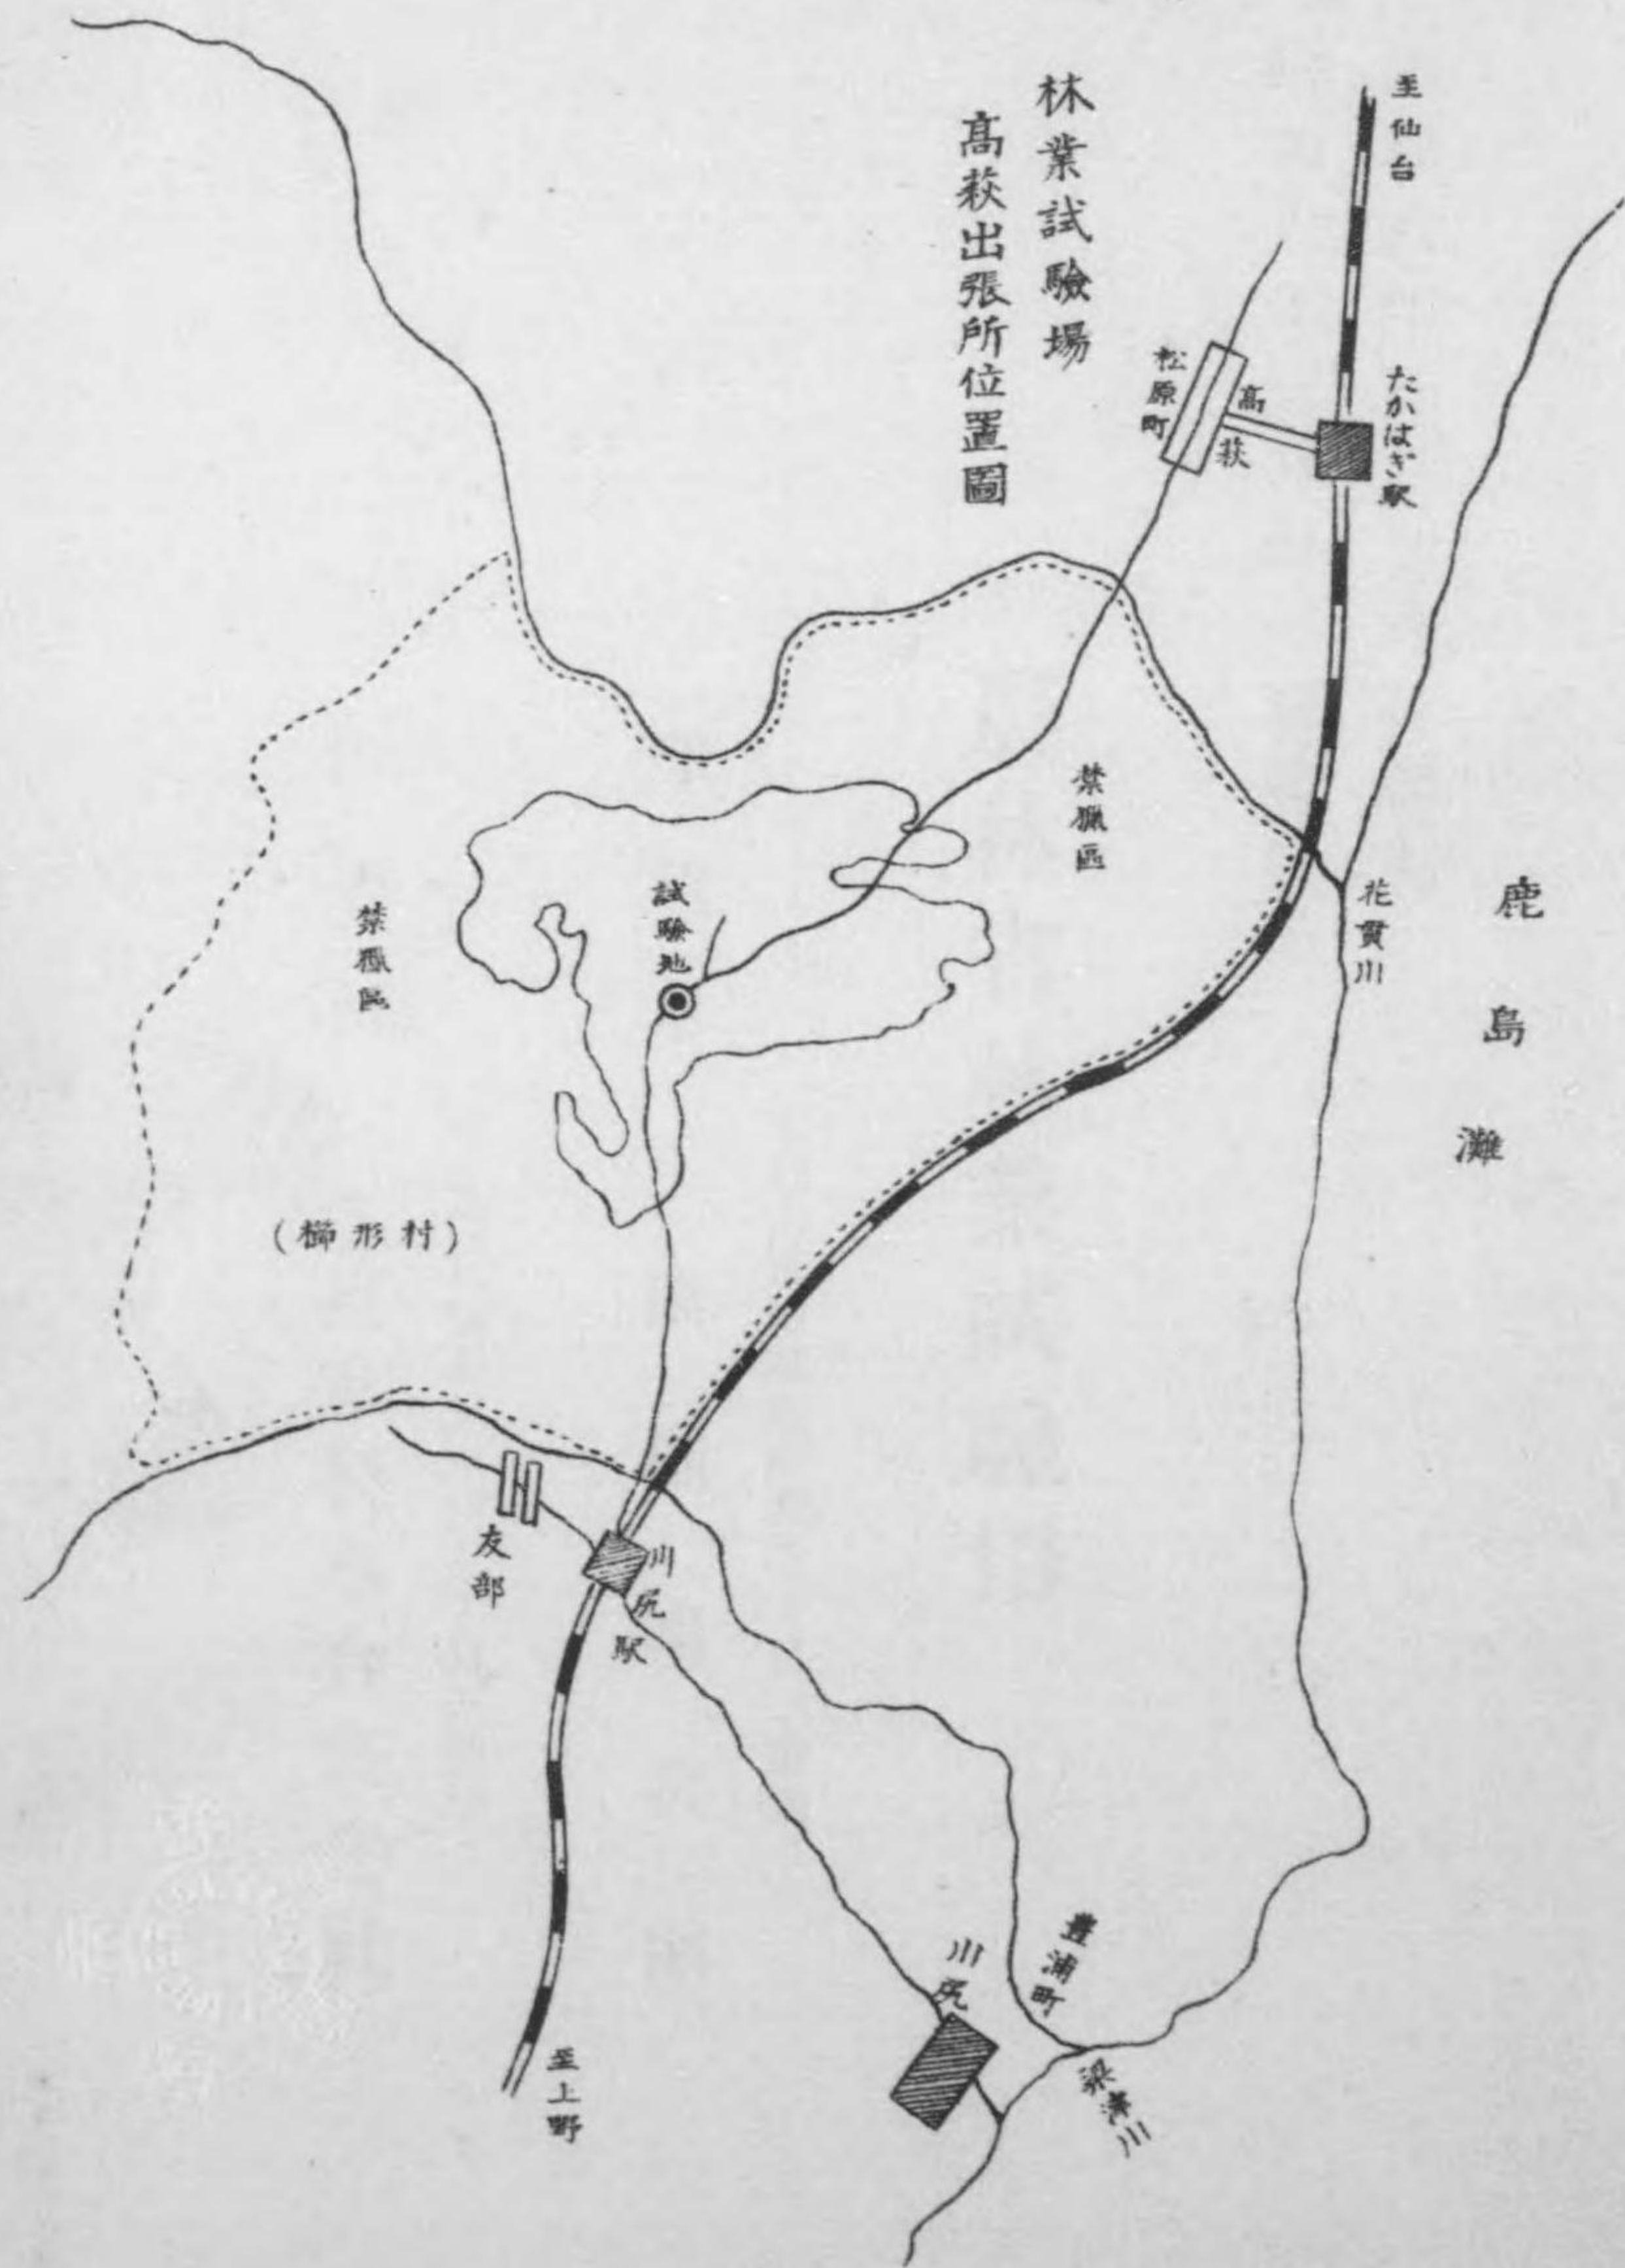 林業試驗場
高萩出張所位置圖
至仙台
たかはぎ駅
高萩
松原町
禁猟區
花貫川
鹿島灘
試驗地
禁猟區
(櫛形村)
友部
川尻駅
豊浦町
川尻
至上野